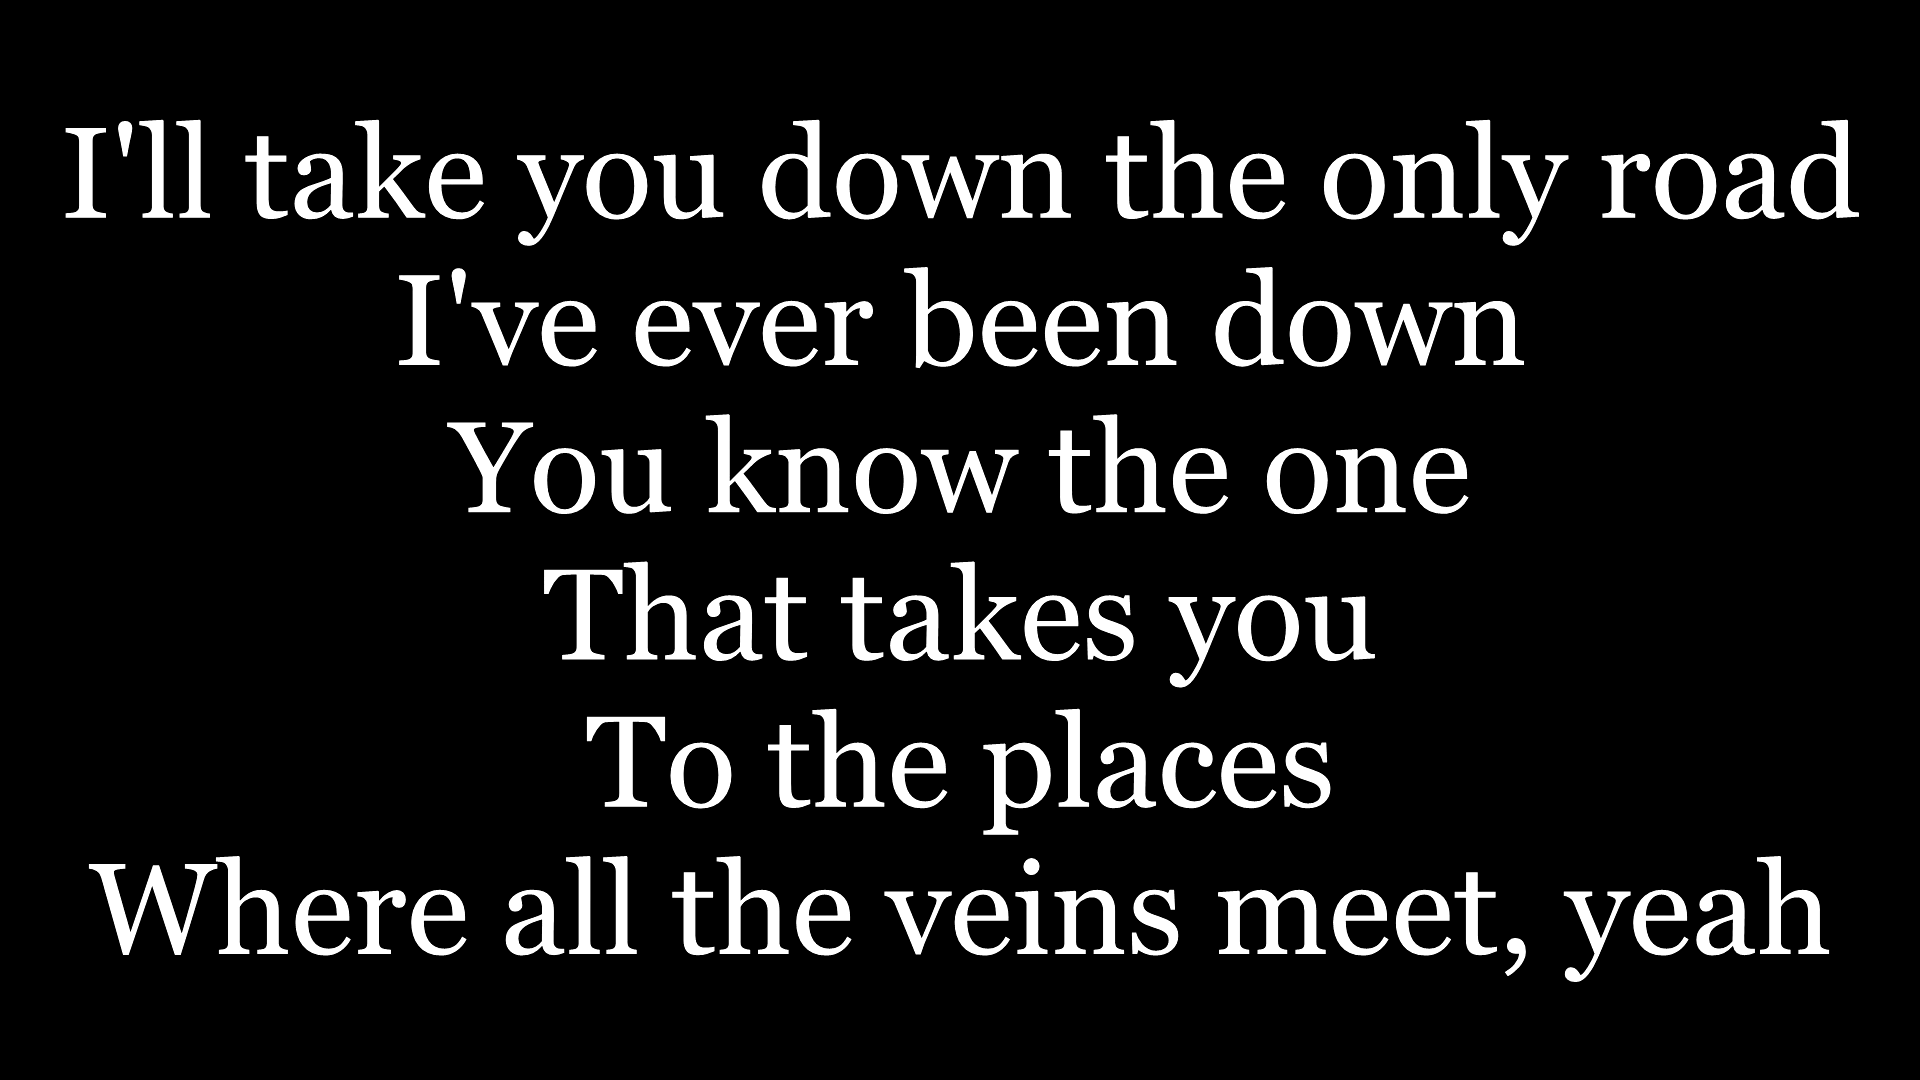 I'll take you down the only road
I've ever been down
You know the one
That takes you
To the places
Where all the veins meet, yeah